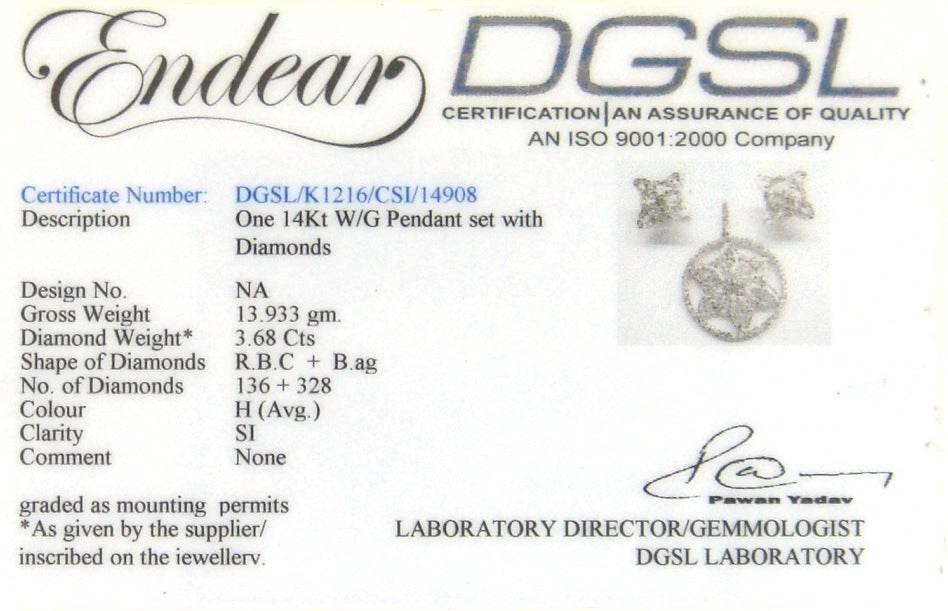 Endear
DGSL
CERTIFICATION|AN ASSURANCE OF QUALITY
AN ISO 9001:2000 Company
Certificate Number: DGSL/K1216/CSI/14908
Description One 14Kt W/G Pendant set with
Diamonds
Design No. NA
Gross Weight 13.933 gm.
Diamond Weight* 3.68 Cts
Shape of Diamonds R.B.C + B.ag
No. of Diamonds 136 + 328
Colour H (Avg.)
Clarity SI
Comment None
Pawan Yadav
graded as mounting permits
*As given by the supplier/
inscribed on the jewellery.
LABORATORY DIRECTOR/GEMMOLOGIST
DGSL LABORATORY